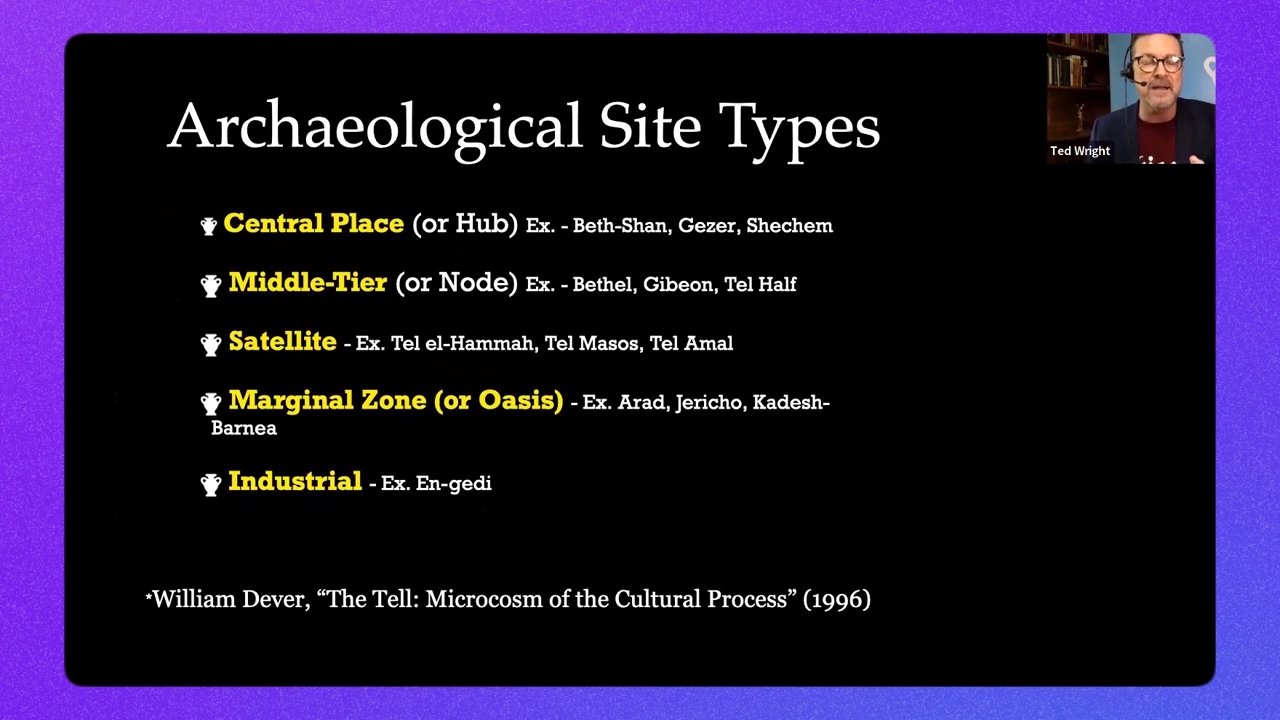 Archaeological Site Types
Ted Wright
Central Place (or Hub) Ex. - Beth-Shan, Gezer, Shechem
Middle-Tier (or Node) Ex. - Bethel, Gibeon, Tel Half
Satellite - Ex. Tel el-Hammah, Tel Masos, Tel Amal
Marginal Zone (or Oasis) - Ex. Arad, Jericho, Kadesh-
Barnea
Industrial - Ex. En-gedi
*William Dever, “The Tell: Microcosm of the Cultural Process” (1996)